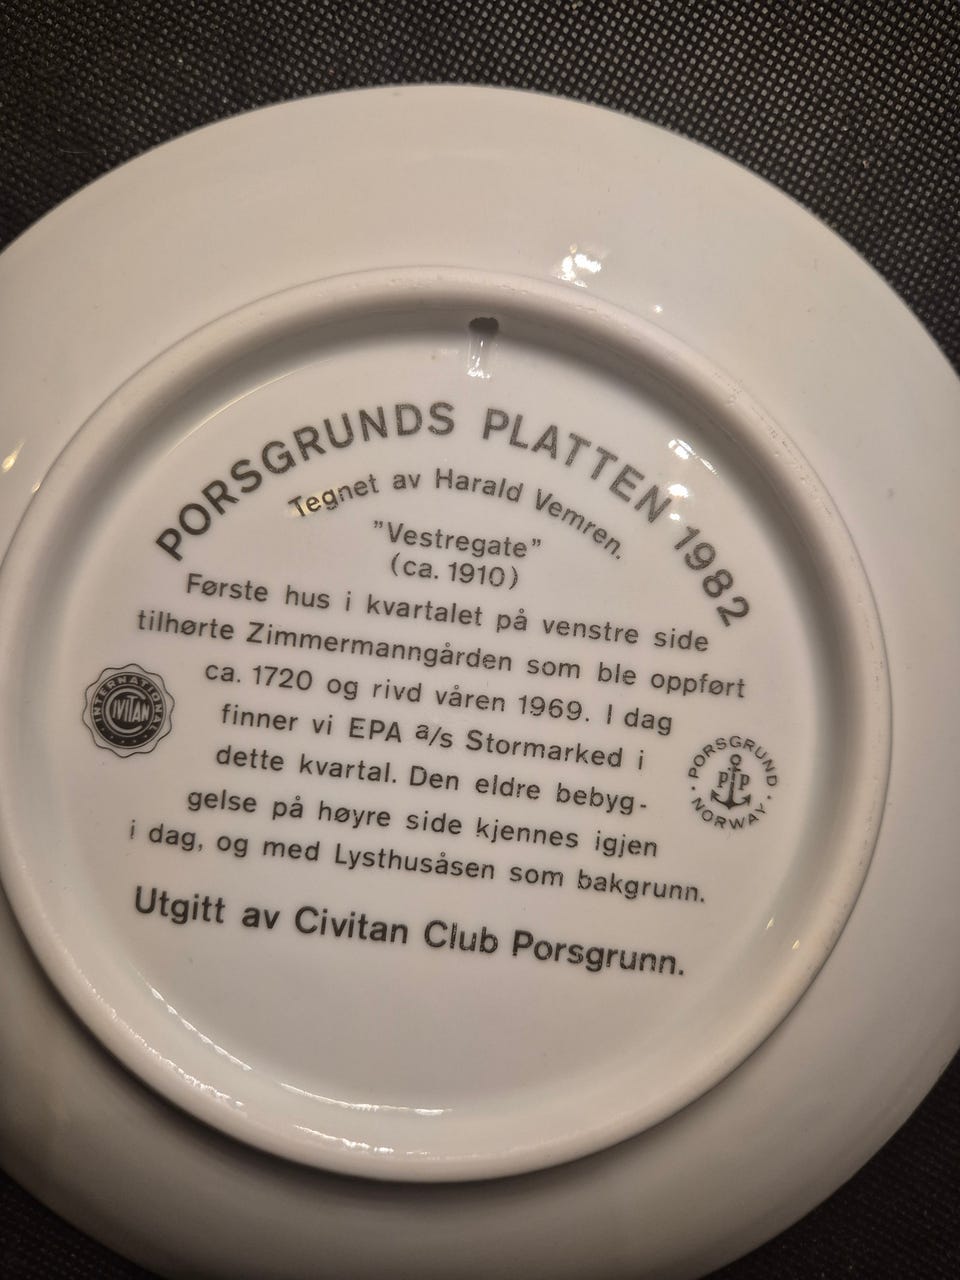 PORSGRUNDS PLATTEN 1982
Tegnet av Harald Vemren.
"Vestregate"
(ca. 1910)
Første hus i kvartalet på venstre side
tilhørte Zimmermanngården som ble oppført
ca. 1720 og rivd våren 1969. I dag
finner vi EPA a/s Stormarked i
dette kvartal. Den eldre bebyg-
gelse på høyre side kjennes igjen
i dag, og med Lysthusåsen som bakgrunn.
Utgitt av Civitan Club Porsgrunn.
INTERNATIONAL
CIVITAN
PORSGRUND
PP
NORWAY